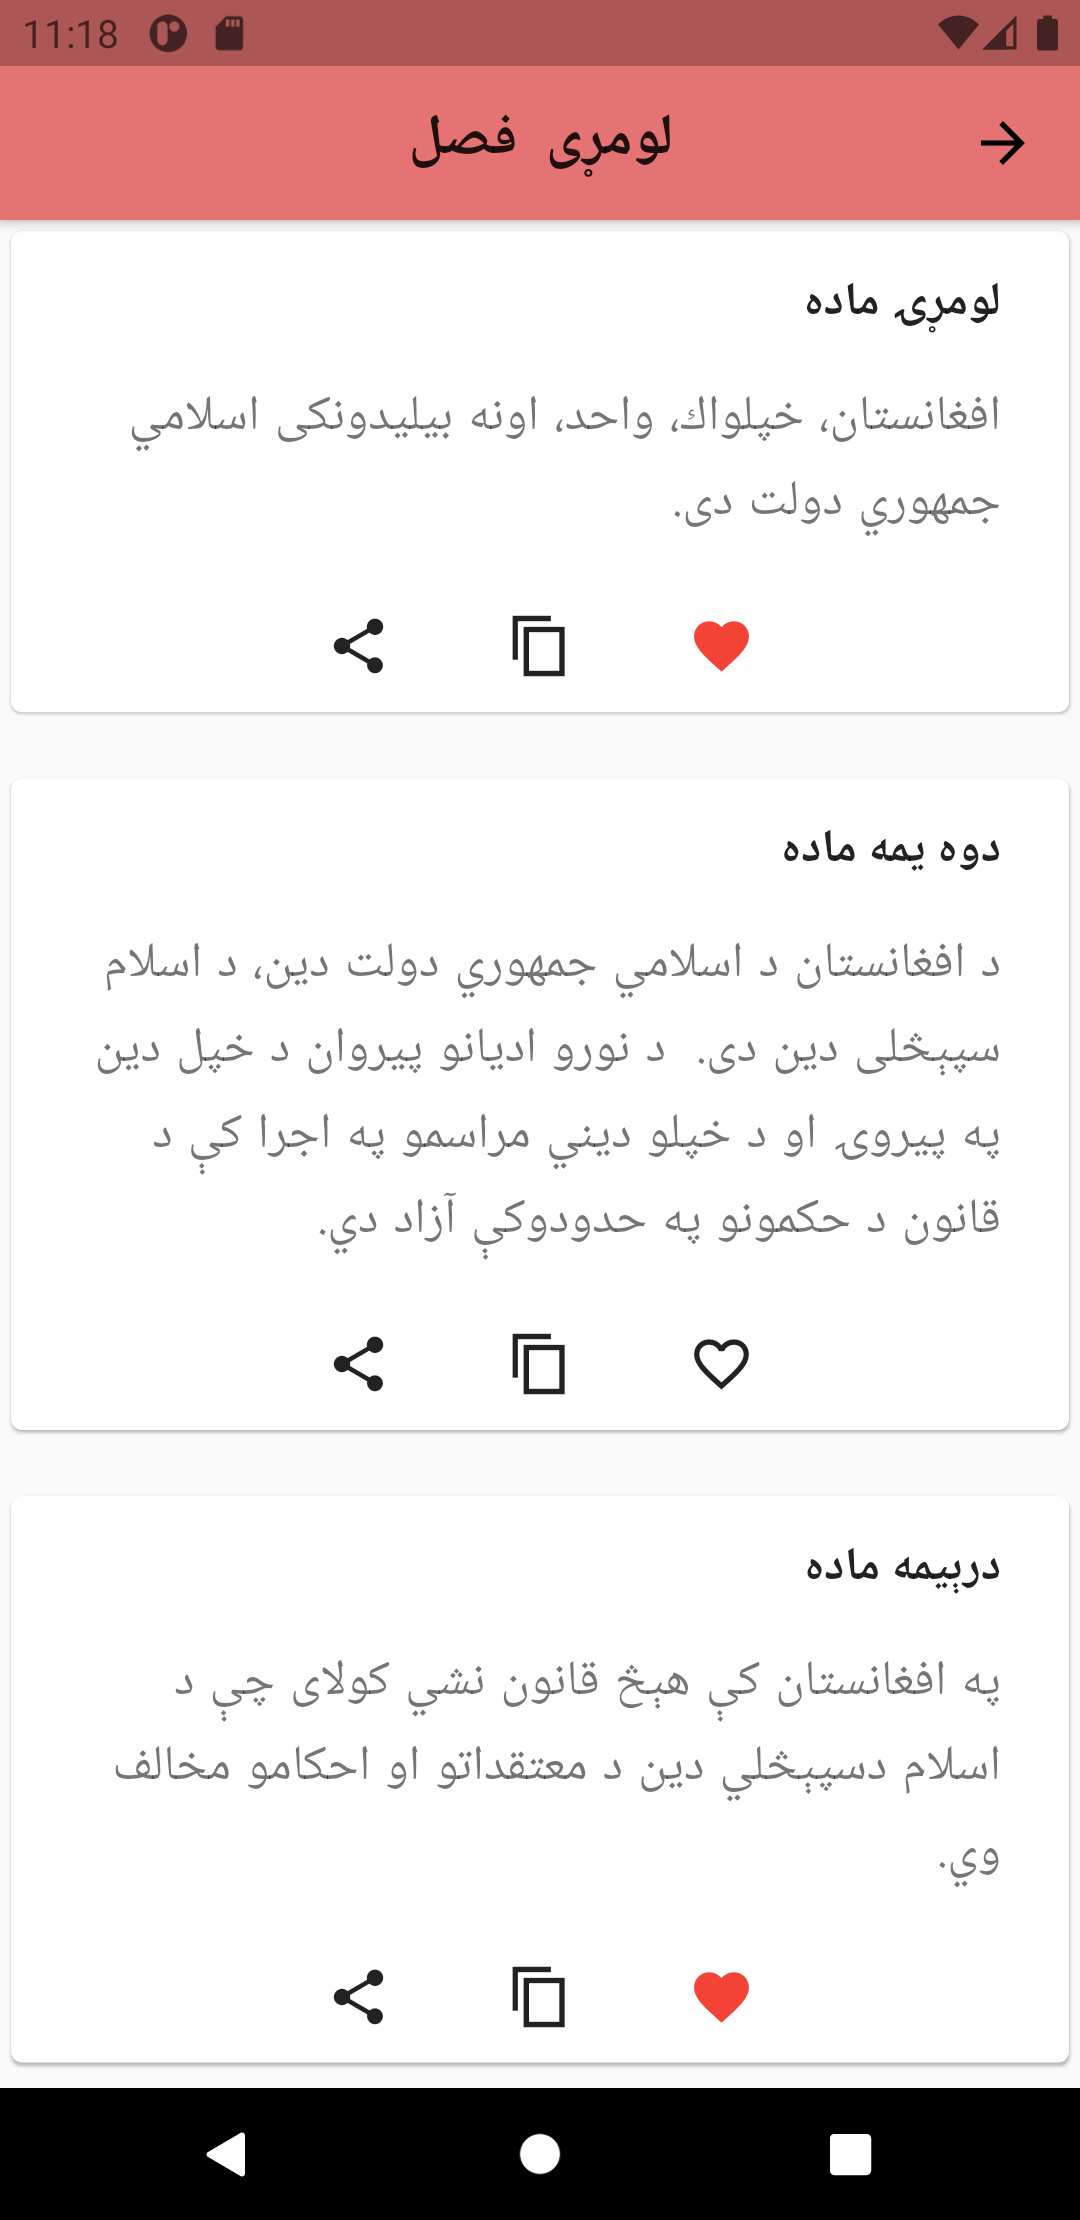 11:18
لومړی فصل
لومړۍ ماده
افغانستان، خپلواك، واحد، اونه بیلیدونکی اسلامي
جمهوري دولت دی.
دوه یمه ماده
د افغانستان د اسلامي جمهوري دولت دین، د اسلام
سپېڅلی دین دی. د نورو ادیانو پیروان د خپل دین
په پیروۍ او د خپلو دیني مراسمو په اجرا کې د
قانون د حکمونو په حدودوکې آزاد دي.
درېیمه ماده
په افغانستان کې هېڅ قانون نشي کولای چې د
اسلام دسپېڅلي دین د معتقداتو او احکامو مخالف
وي.